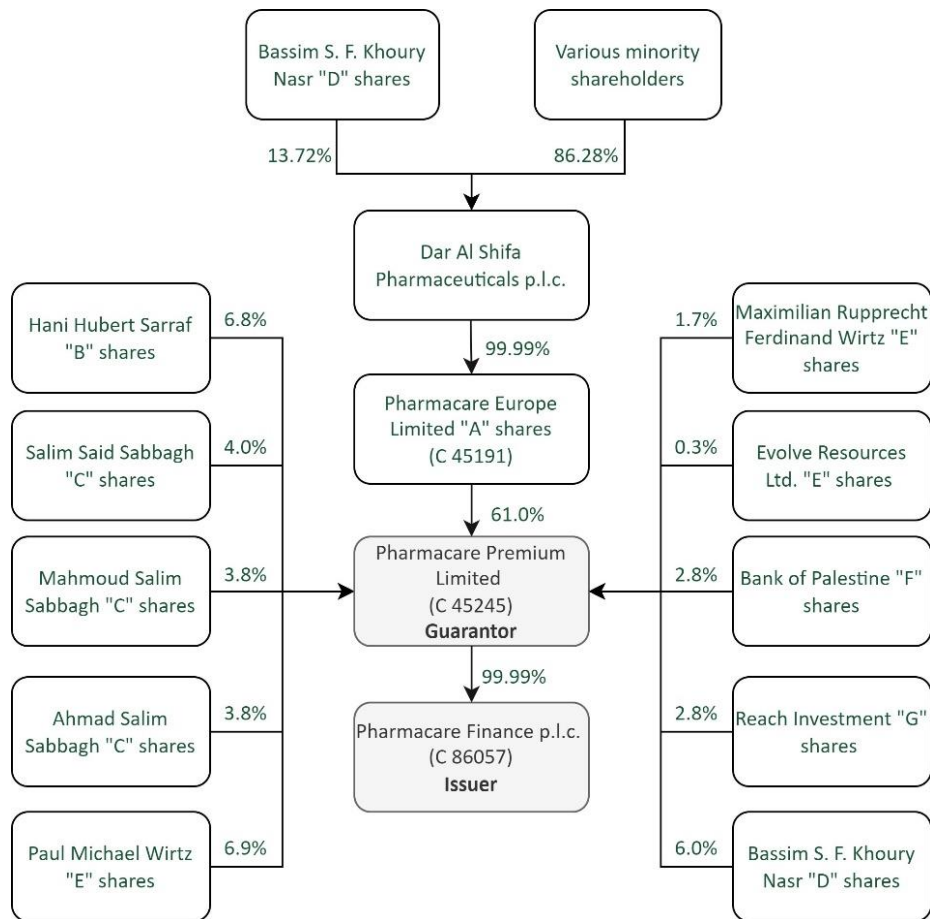 Bassim S. F. Khoury
Nasr "D" shares
Various minority
shareholders
13.72%
86.28%
Dar Al Shifa
Pharmaceuticals p.l.c.
99.99%
Pharmacare Europe
Limited "A" shares
(C 45191)
61.0%
Hani Hubert Sarraf
"B" shares
6.8%
Salim Said Sabbagh
"C" shares
4.0%
Mahmoud Salim
Sabbagh "C" shares
3.8%
Ahmad Salim
Sabbagh "C" shares
3.8%
Paul Michael Wirtz
"E" shares
6.9%
Pharmacare Premium
Limited
(C 45245)
Guarantor
99.99%
Pharmacare Finance p.l.c.
(C 86057)
Issuer
1.7%
Maximilian Rupprecht
Ferdinand Wirtz "E"
shares
0.3%
Evolve Resources
Ltd. "E" shares
2.8%
Bank of Palestine "F"
shares
2.8%
Reach Investment "G"
shares
6.0%
Bassim S. F. Khoury
Nasr "D" shares